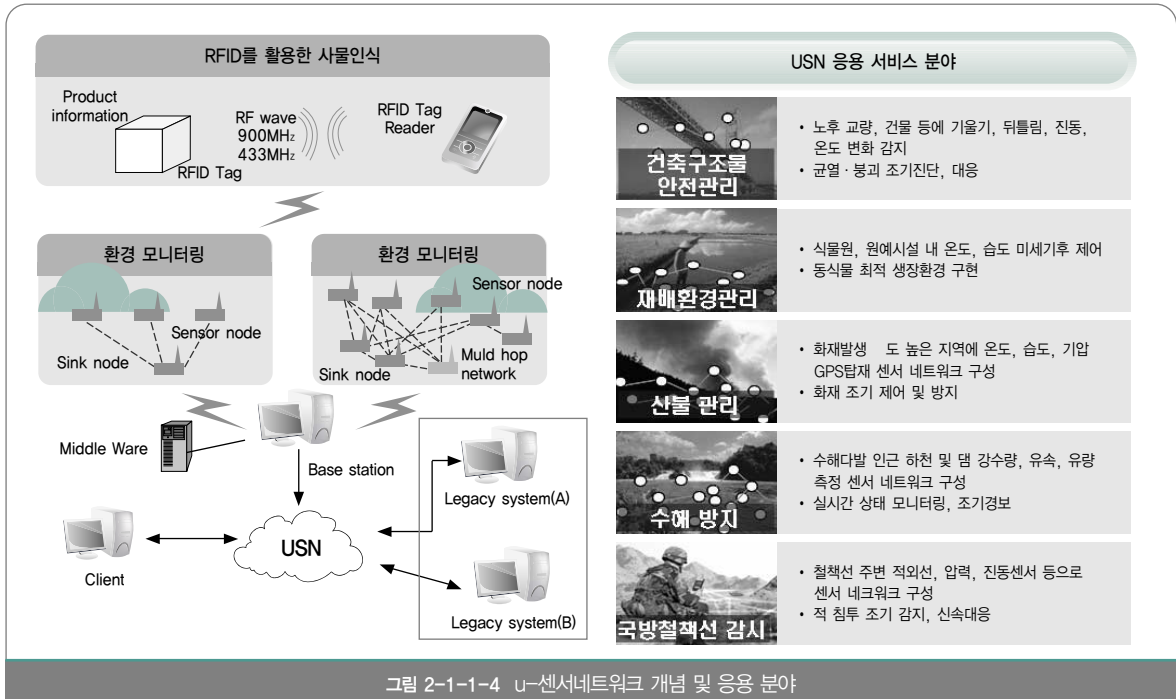 RFID를 활용한 사물인식
Product
information
RFID Tag
RF wave
900MHz
433MHz
RFID Tag
Reader
환경 모니터링
Sensor node
Sink node
환경 모니터링
Sensor node
Sink node
Muld hop
network
Middle Ware
Base station
Client
USN
Legacy system(A)
Legacy system(B)
USN 응용 서비스 분야
건축구조물
안전관리
• 노후 교량, 건물 등에 기울기, 뒤틀림, 진동,
온도 변화 감지
• 균열·붕괴 조기진단, 대응
재배환경관리
• 식물원, 원예시설 내 온도, 습도 미세기후 제어
• 동식물 최적 생장환경 구현
산불 관리
• 화재발생 도 높은 지역에 온도, 습도, 기압
GPS탑재 센서 네트워크 구성
• 화재 조기 제어 및 방지
수해 방지
• 수해다발 인근 하천 및 댐 강수량, 유속, 유량
측정 센서 네트워크 구성
• 실시간 상태 모니터링, 조기경보
국방철책선 감시
• 철책선 주변 적외선, 압력, 진동센서 등으로
센서 네크워크 구성
• 적 침투 조기 감지, 신속대응
그림 2-1-1-4 u-센서네트워크 개념 및 응용 분야